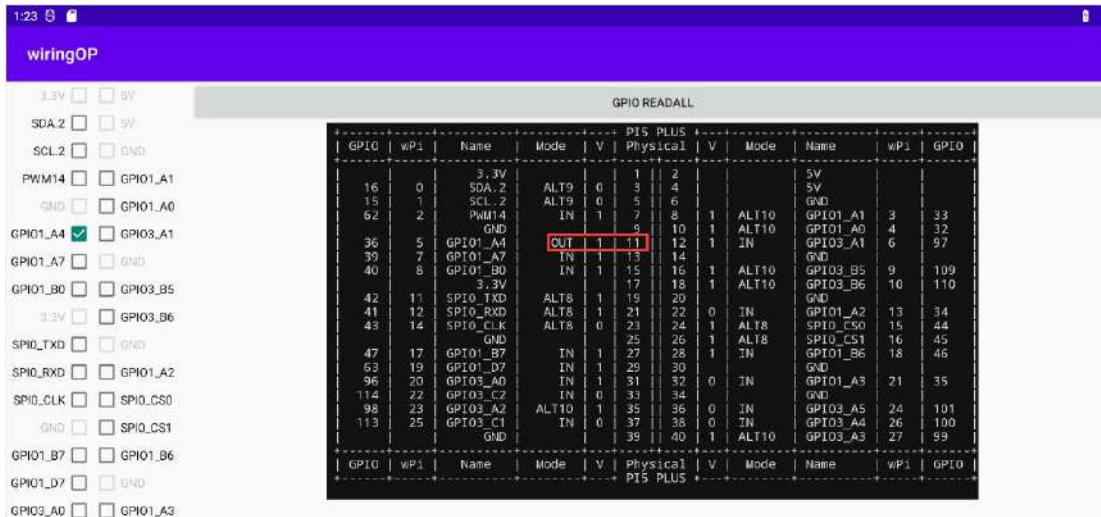 1:23
wiringOP
3.3V 5V
SDA.2 5V
SCL.2 GND
PWM14 GPIO1_A1
GND GPIO1_A0
GPIO1_A4 GPIO3_A1
GPIO1_A7 GND
GPIO1_B0 GPIO3_B5
3.3V GPIO3_B6
SPI0_TXD GND
SPI0_RXD GPIO1_A2
SPI0_CLK SPI0_CS0
GND SPI0_CS1
GPIO1_B7 GPIO1_B6
GPIO1_D7 GND
GPIO3_A0 GPIO1_A3
GPIO READALL
+------+-----+----------+--------+---+ PI5 PLUS +---+--------+----------+-----+------+
| GPIO | wPi | Name | Mode | V | Physical | V | Mode | Name | wPi | GPIO |
+------+-----+----------+--------+---+----++----+---+--------+----------+-----+------+
| | | 3.3V | | | 1 || 2 | | | 5V | | |
| 16 | 0 | SDA.2 | ALT9 | 0 | 3 || 4 | | | 5V | | |
| 15 | 1 | SCL.2 | ALT9 | 0 | 5 || 6 | | | GND | | |
| 62 | 2 | PWM14 | IN | 1 | 7 || 8 | 1 | ALT10 | GPIO1_A1 | 3 | 33 |
| | | GND | | | 9 || 10 | 1 | ALT10 | GPIO1_A0 | 4 | 32 |
| 36 | 5 | GPIO1_A4 | OUT | 1 | 11 || 12 | 1 | IN | GPIO3_A1 | 6 | 97 |
| 39 | 7 | GPIO1_A7 | IN | 1 | 13 || 14 | | | GND | | |
| 40 | 8 | GPIO1_B0 | IN | 1 | 15 || 16 | 1 | ALT10 | GPIO3_B5 | 9 | 109 |
| | | 3.3V | | | 17 || 18 | 1 | ALT10 | GPIO3_B6 | 10 | 110 |
| 42 | 11 | SPI0_TXD | ALT8 | 1 | 19 || 20 | | | GND | | |
| 41 | 12 | SPI0_RXD | ALT8 | 1 | 21 || 22 | 0 | IN | GPIO1_A2 | 13 | 34 |
| 43 | 14 | SPI0_CLK | ALT8 | 0 | 23 || 24 | 1 | ALT8 | SPI0_CS0 | 15 | 44 |
| | | GND | | | 25 || 26 | 1 | ALT8 | SPI0_CS1 | 16 | 45 |
| 47 | 17 | GPIO1_B7 | IN | 1 | 27 || 28 | 1 | IN | GPIO1_B6 | 18 | 46 |
| 63 | 19 | GPIO1_D7 | IN | 1 | 29 || 30 | | | GND | | |
| 96 | 20 | GPIO3_A0 | IN | 1 | 31 || 32 | 0 | IN | GPIO1_A3 | 21 | 35 |
| 114 | 22 | GPIO3_C2 | IN | 0 | 33 || 34 | | | GND | | |
| 98 | 23 | GPIO3_A2 | ALT10 | 1 | 35 || 36 | 0 | IN | GPIO3_A5 | 24 | 101 |
| 113 | 25 | GPIO3_C1 | IN | 0 | 37 || 38 | 0 | IN | GPIO3_A4 | 26 | 100 |
| | | GND | | | 39 || 40 | 1 | ALT10 | GPIO3_A3 | 27 | 99 |
+------+-----+----------+--------+---+----++----+---+--------+----------+-----+------+
| GPIO | wPi | Name | Mode | V | Physical | V | Mode | Name | wPi | GPIO |
+------+-----+----------+--------+---+ PI5 PLUS +---+--------+----------+-----+------+